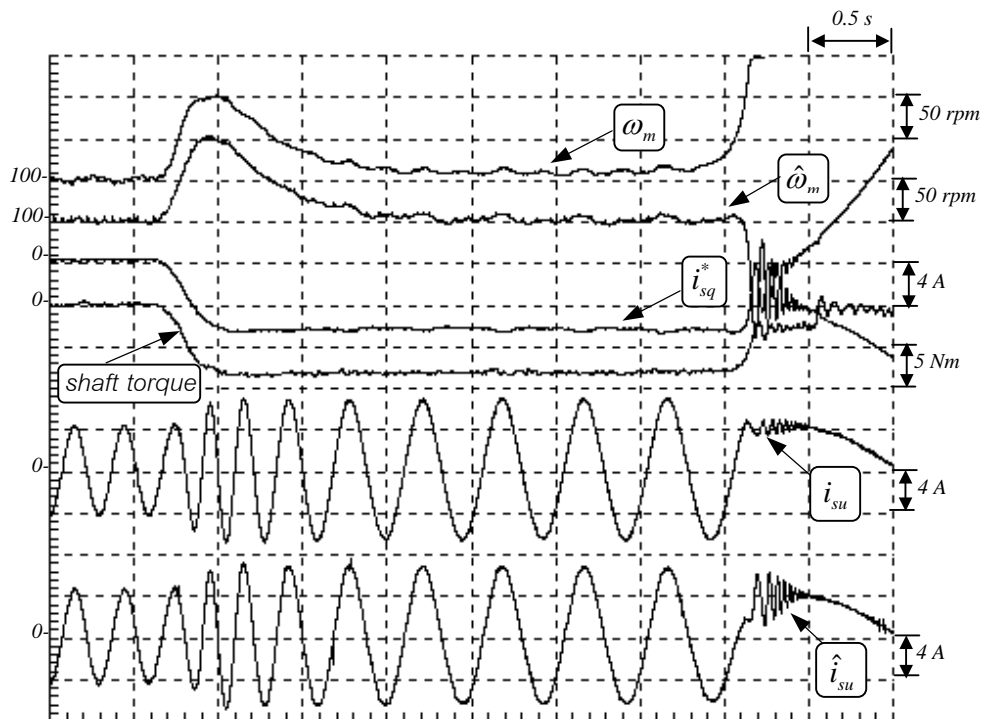 0.5 s
ω_m
50 rpm
100
ω̂_m
50 rpm
100
0
i*_sq
4 A
0
shaft torque
5 Nm
0
i_su
4 A
0
î_su
4 A